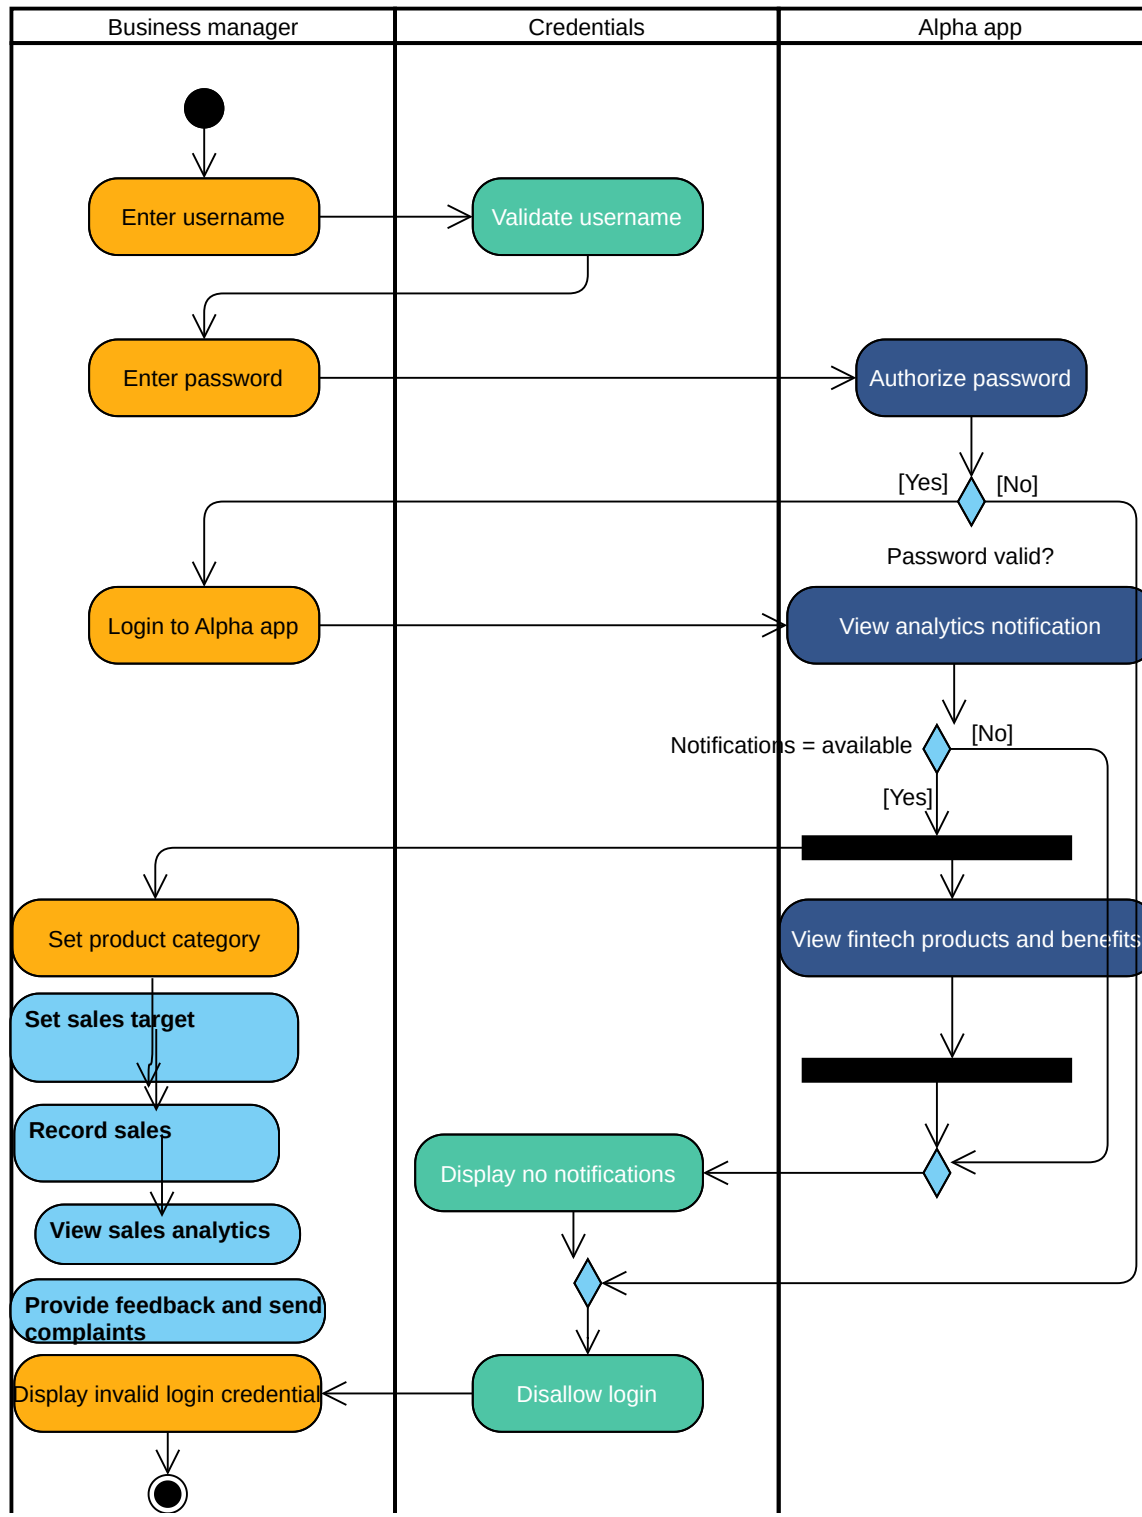 Business manager
Credentials
Alpha app
Enter username
Validate username
Enter password
Authorize password
[Yes]
[No]
Password valid?
Login to Alpha app
View analytics notification
Notifications = available
[No]
[Yes]
Set product category
View fintech products and benefits
Set sales target
Record sales
Display no notifications
View sales analytics
Provide feedback and send
complaints
Display invalid login credential
Disallow login